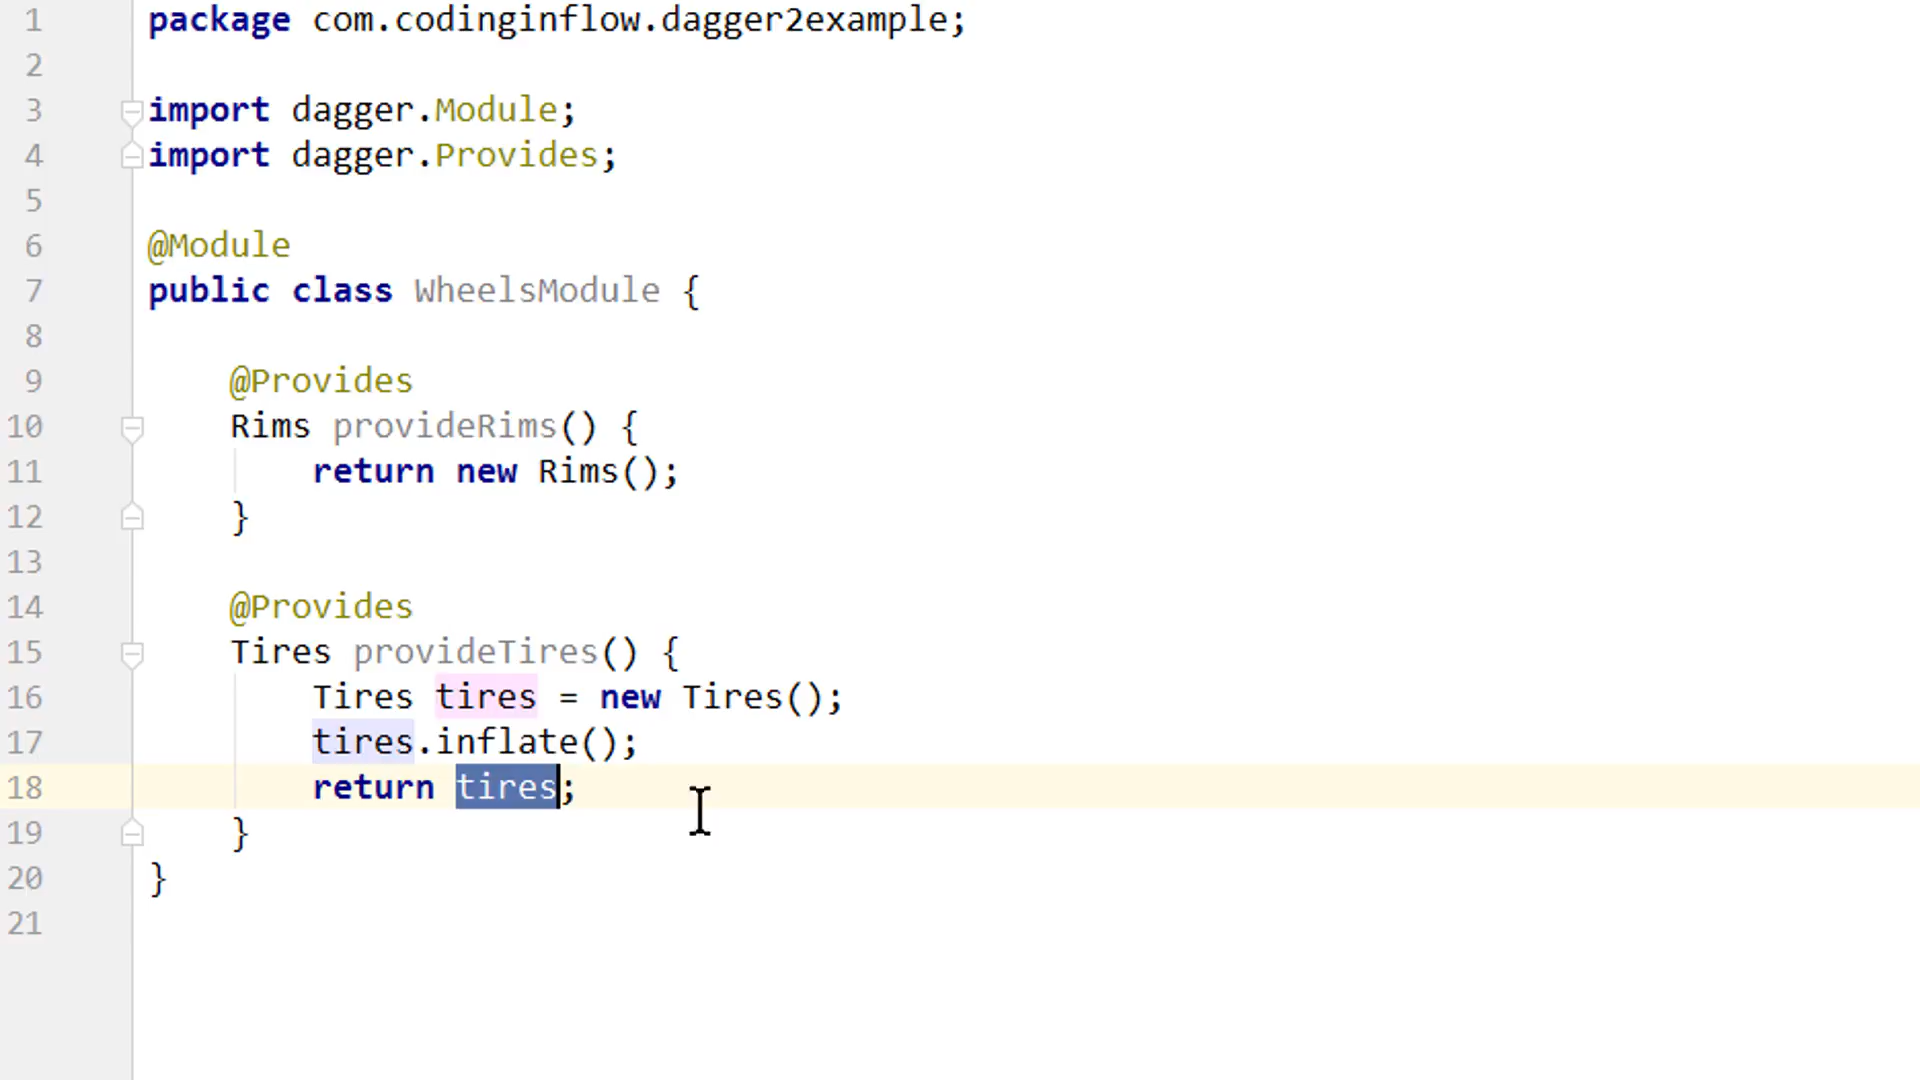 1 package com.codinginflow.dagger2example;
2
3 import dagger.Module;
4 import dagger.Provides;
5
6 @Module
7 public class WheelsModule {
8
9 @Provides
10 Rims provideRims() {
11 return new Rims();
12 }
13
14 @Provides
15 Tires provideTires() {
16 Tires tires = new Tires();
17 tires.inflate();
18 return tires;
19 }
20 }
21